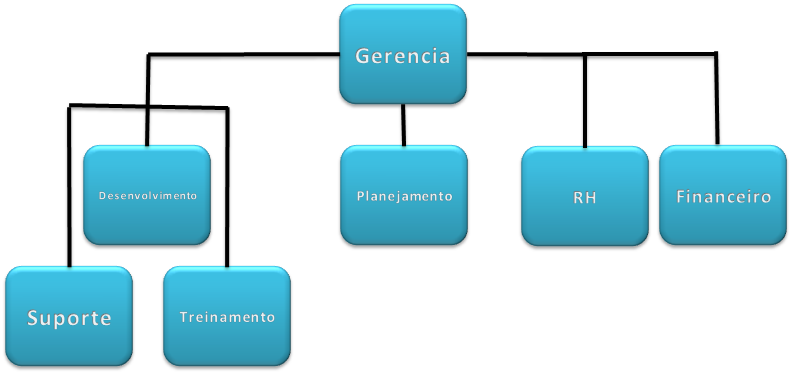 Gerencia
Desenvolvimento
Planejamento
RH
Financeiro
Suporte
Treinamento